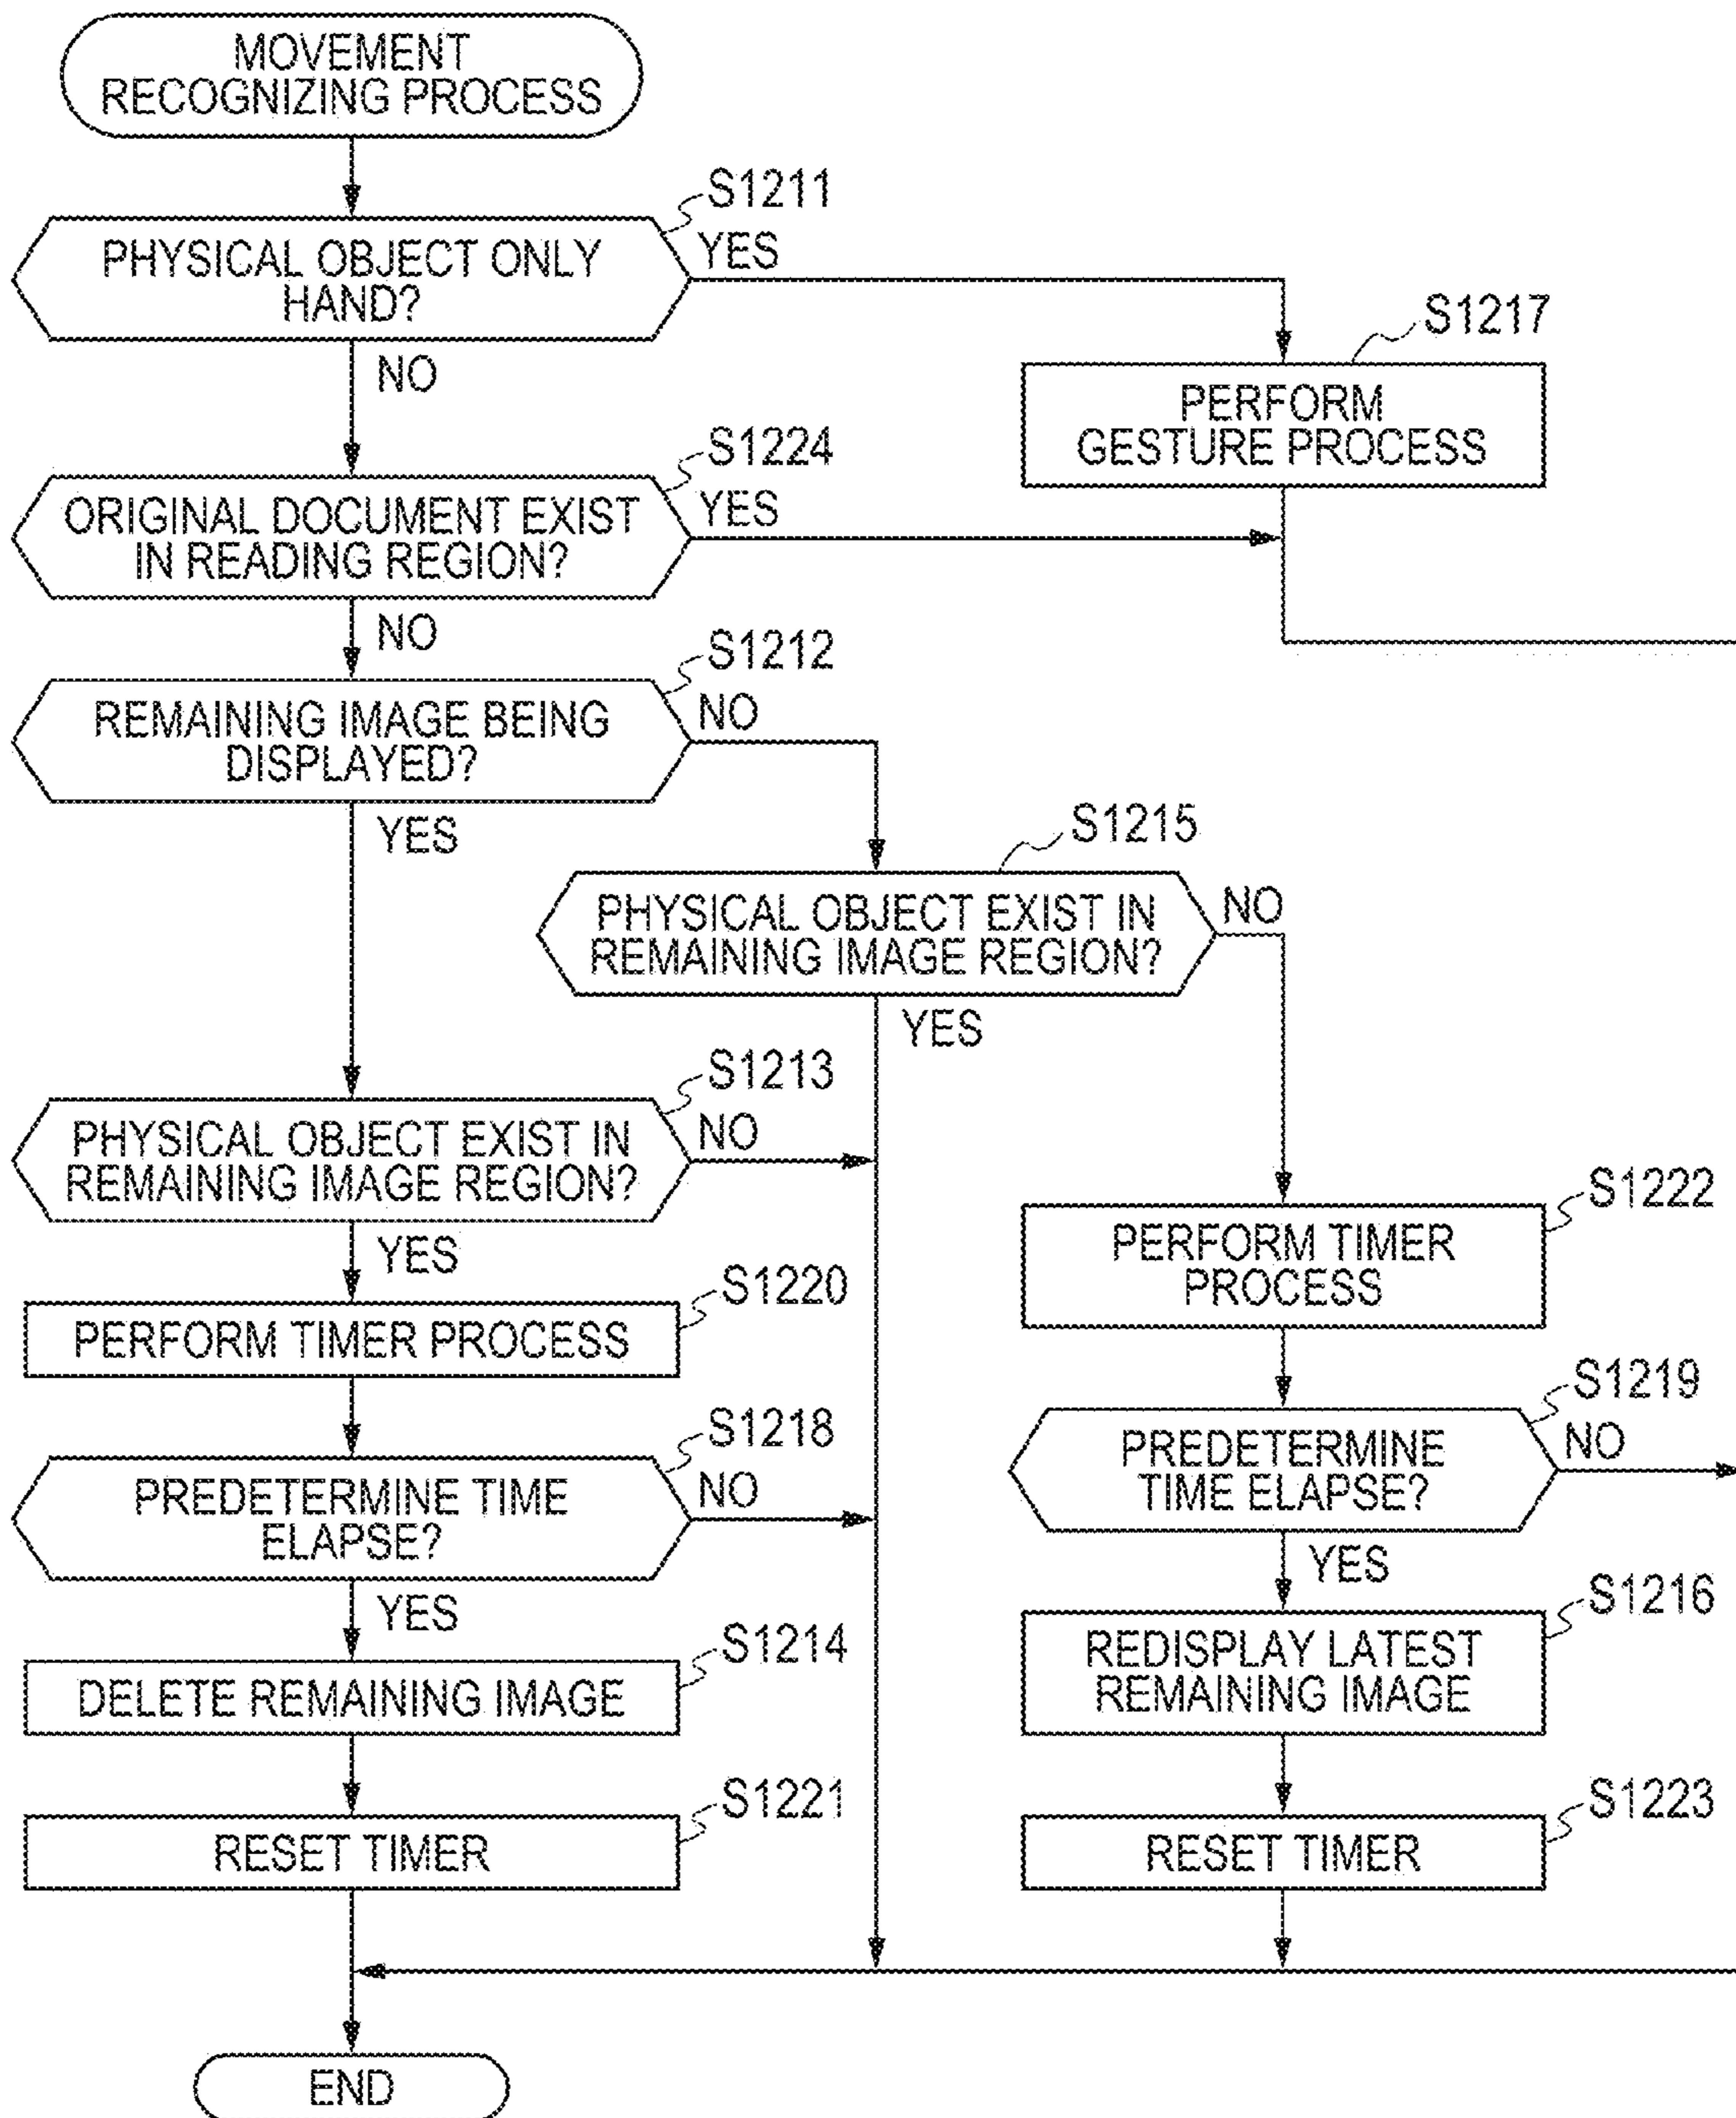 MOVEMENT
RECOGNIZING PROCESS
S1211
PHYSICAL OBJECT ONLY
HAND?
YES
NO
S1217
PERFORM
GESTURE PROCESS
S1224
ORIGINAL DOCUMENT EXIST
IN READING REGION?
YES
NO
S1212
REMAINING IMAGE BEING
DISPLAYED?
NO
YES
S1215
PHYSICAL OBJECT EXIST IN
REMAINING IMAGE REGION?
NO
YES
S1213
PHYSICAL OBJECT EXIST IN
REMAINING IMAGE REGION?
NO
YES
S1222
PERFORM TIMER
PROCESS
S1220
PERFORM TIMER PROCESS
S1219
PREDETERMINE
TIME ELAPSE?
NO
YES
S1218
PREDETERMINE TIME
ELAPSE?
NO
YES
S1216
REDISPLAY LATEST
REMAINING IMAGE
S1214
DELETE REMAINING IMAGE
S1221
RESET TIMER
S1223
RESET TIMER
END